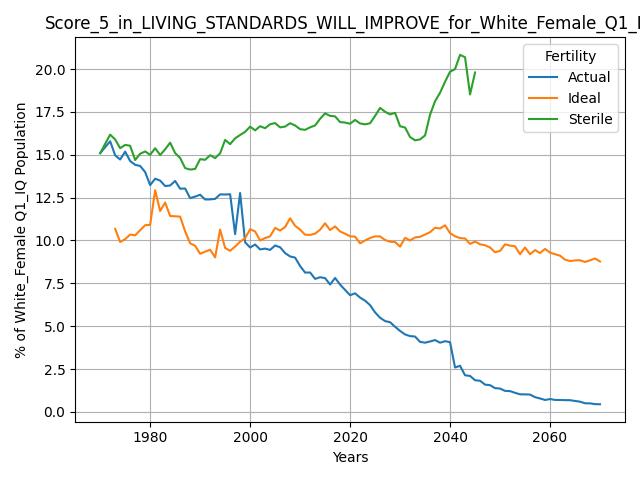 Score_5_in_LIVING_STANDARDS_WILL_IMPROVE_for_White_Female_Q1_I
Fertility
Actual
Ideal
Sterile
% of White_Female Q1_IQ Population
20.0
17.5
15.0
12.5
10.0
7.5
5.0
2.5
0.0
1980 2000 2020 2040 2060
Years